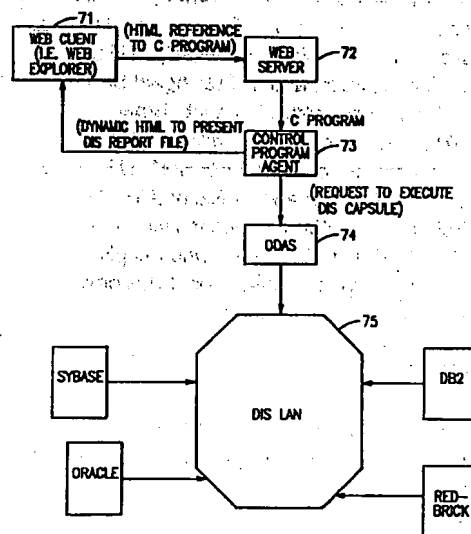 71
WEB CLIENT
(I.E. WEB
EXPLORER)
(HTML REFERENCE
TO C PROGRAM)
WEB
SERVER
72
C PROGRAM
(DYNAMIC HTML TO PRESENT
DIS REPORT FILE)
CONTROL
PROGRAM
AGENT
73
(REQUEST TO EXECUTE
DIS CAPSULE)
ODAS
74
75
SYBASE
DIS LAN
DB2
ORACLE
RED-
BRICK